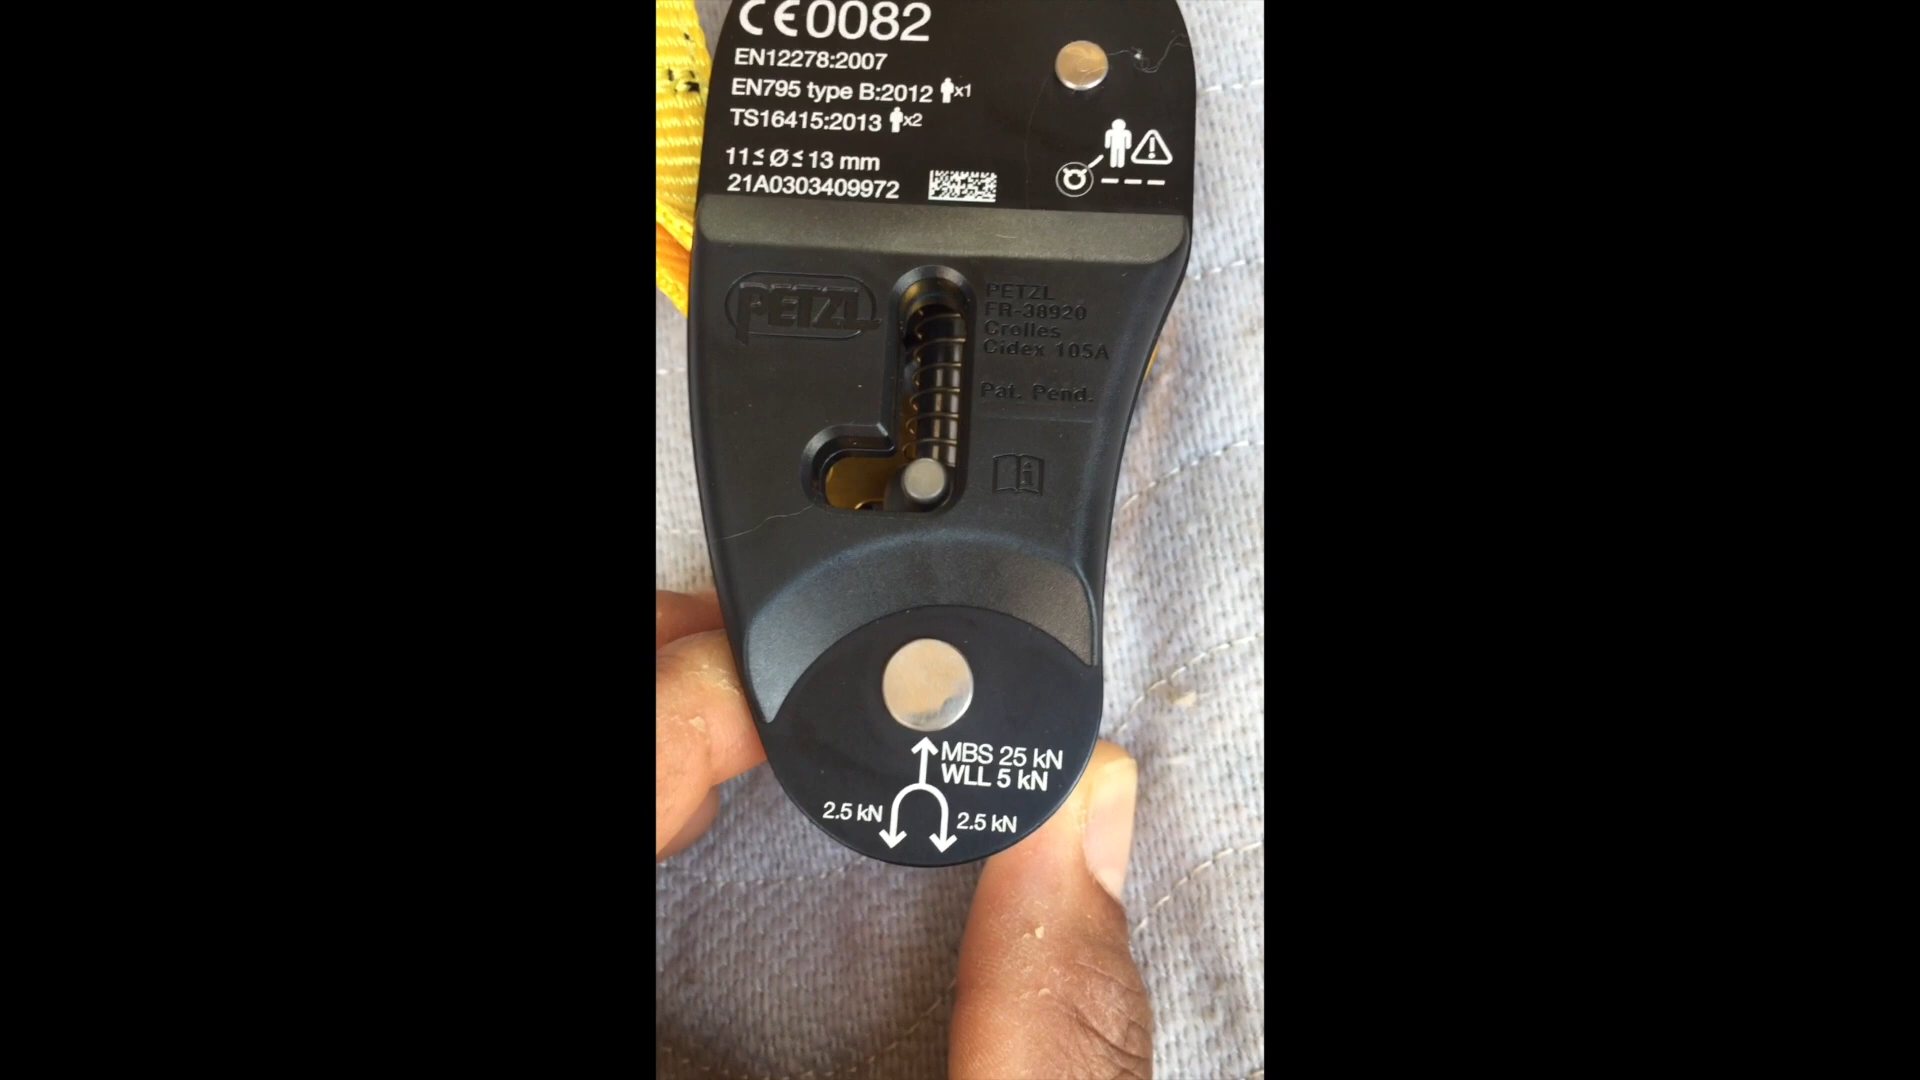 CE0082
EN12278:2007
EN795 type B:2012 x1
TS16415:2013 x2
11 ≤ Ø ≤ 13 mm
21A0303409972
PETZL
PETZL
FR-38920
Crolles
Cidex 105A
Pat. Pend.
i
MBS 25 kN
WLL 5 kN
2.5 kN
2.5 kN